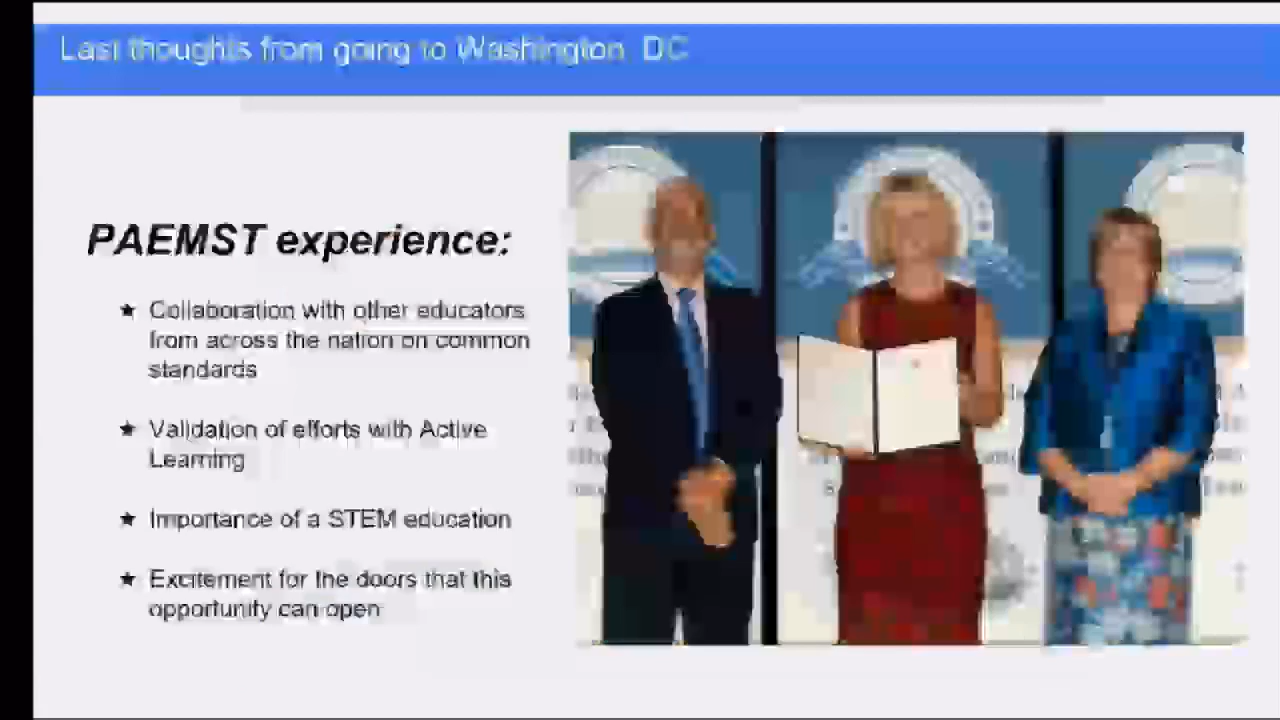 Last thoughts from going to Washington, DC
PAEMST experience:
★ Collaboration with other educators
from across the nation on common
standards
★ Validation of efforts with Active
Learning
★ Importance of a STEM education
★ Excitement for the doors that this
opportunity can open